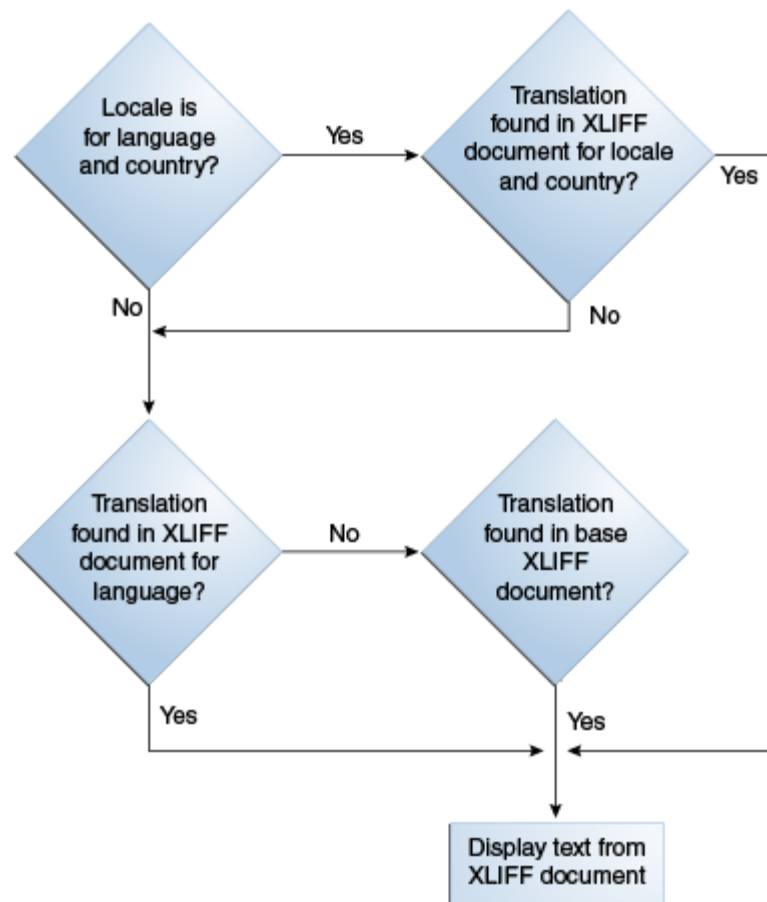 Locale is
for language
and country?
Yes
Translation
found in XLIFF
document for locale
and country?
Yes
No
No
Translation
found in XLIFF
document for
language?
No
Translation
found in base
XLIFF
document?
Yes
Yes
Display text from
XLIFF document